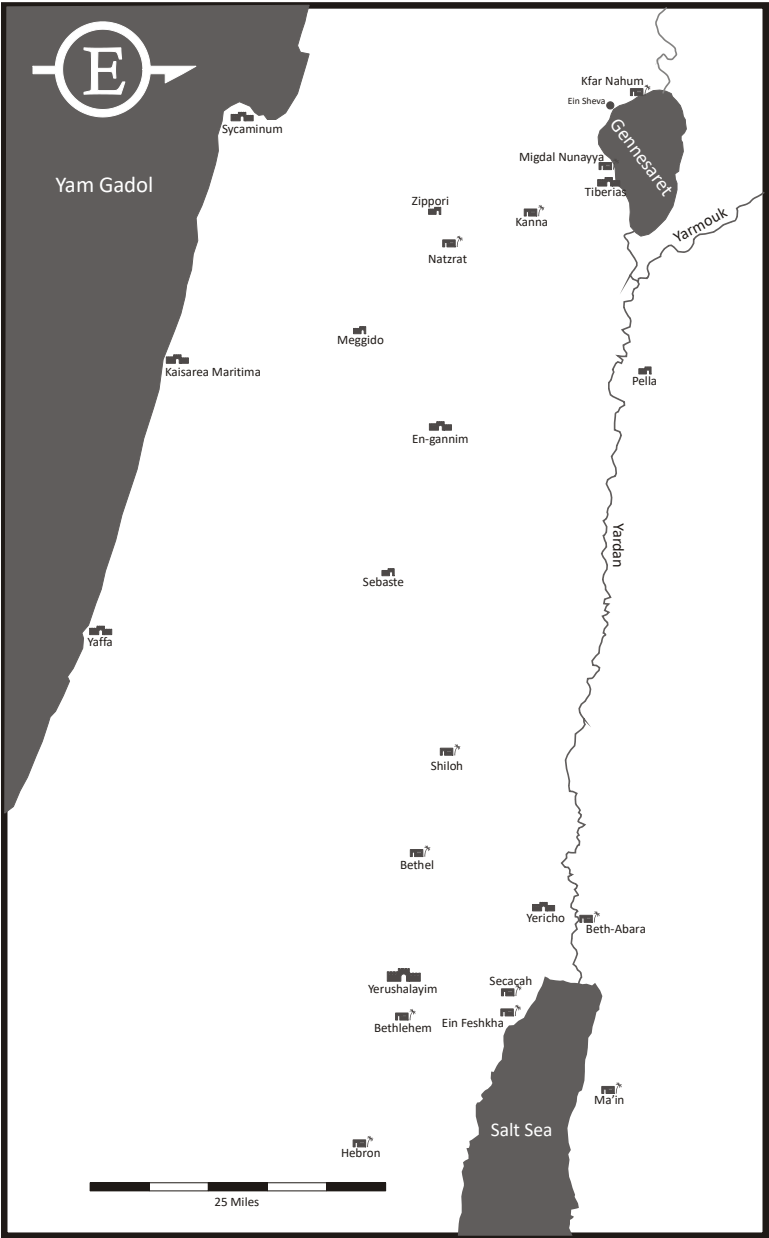 E
Kfar Nahum
Ein Sheva
Sycaminum
Gennesaret
Migdal Nunayya
Yam Gadol
Tiberias
Zippori
Kanna
Yarmouk
Natzrat
Meggido
Kaisarea Maritima
Pella
En-gannim
Yardan
Sebaste
Yaffa
Shiloh
Bethel
Yericho
Beth-Abara
Secaçah
Yerushalayim
Ein Feshkha
Bethlehem
Ma'in
Salt Sea
Hebron
25 Miles